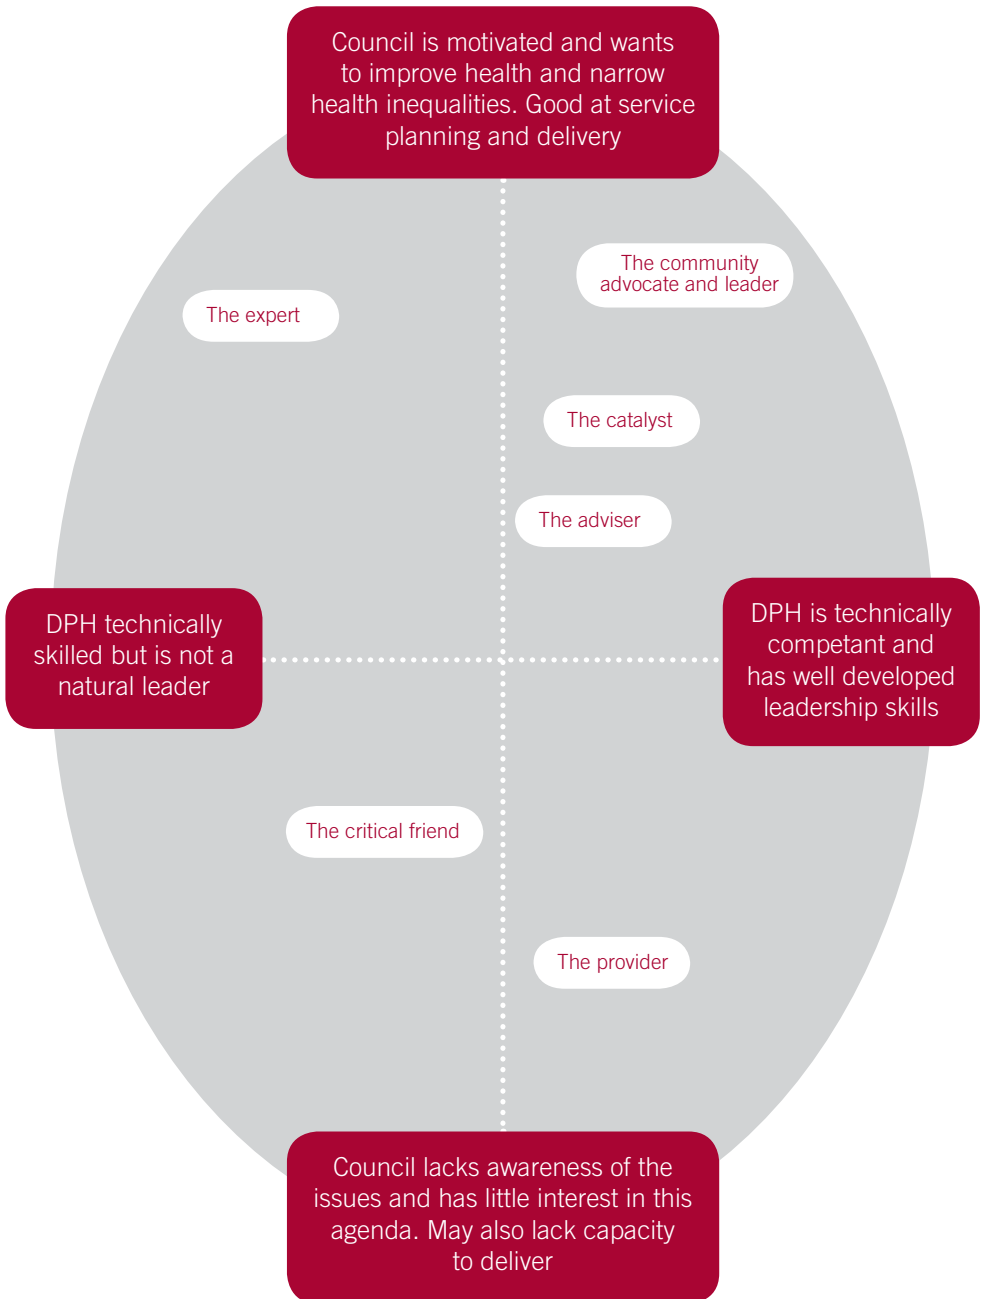 Council is motivated and wants
to improve health and narrow
health inequalities. Good at service
planning and delivery
The community
advocate and leader
The expert
The catalyst
The adviser
DPH technically
skilled but is not a
natural leader
DPH is technically
competant and
has well developed
leadership skills
The critical friend
The provider
Council lacks awareness of the
issues and has little interest in this
agenda. May also lack capacity
to deliver